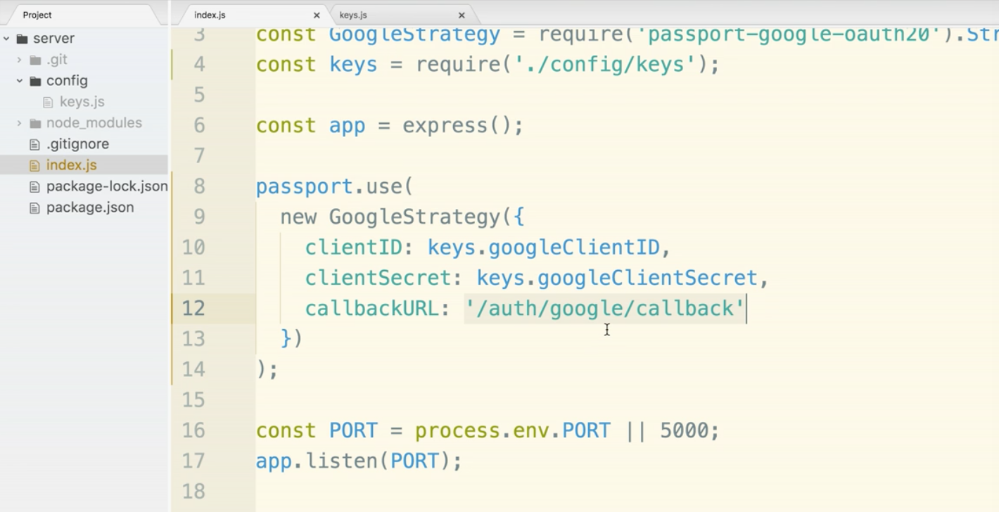 Project
index.js
keys.js
server
.git
config
keys.js
node_modules
.gitignore
index.js
package-lock.json
package.json
3 const GoogleStrategy = require('passport-google-oauth20').Str
4 const keys = require('./config/keys');
5
6 const app = express();
7
8 passport.use(
9 new GoogleStrategy({
10 clientID: keys.googleClientID,
11 clientSecret: keys.googleClientSecret,
12 callbackURL: '/auth/google/callback'
13 })
14 );
15
16 const PORT = process.env.PORT || 5000;
17 app.listen(PORT);
18